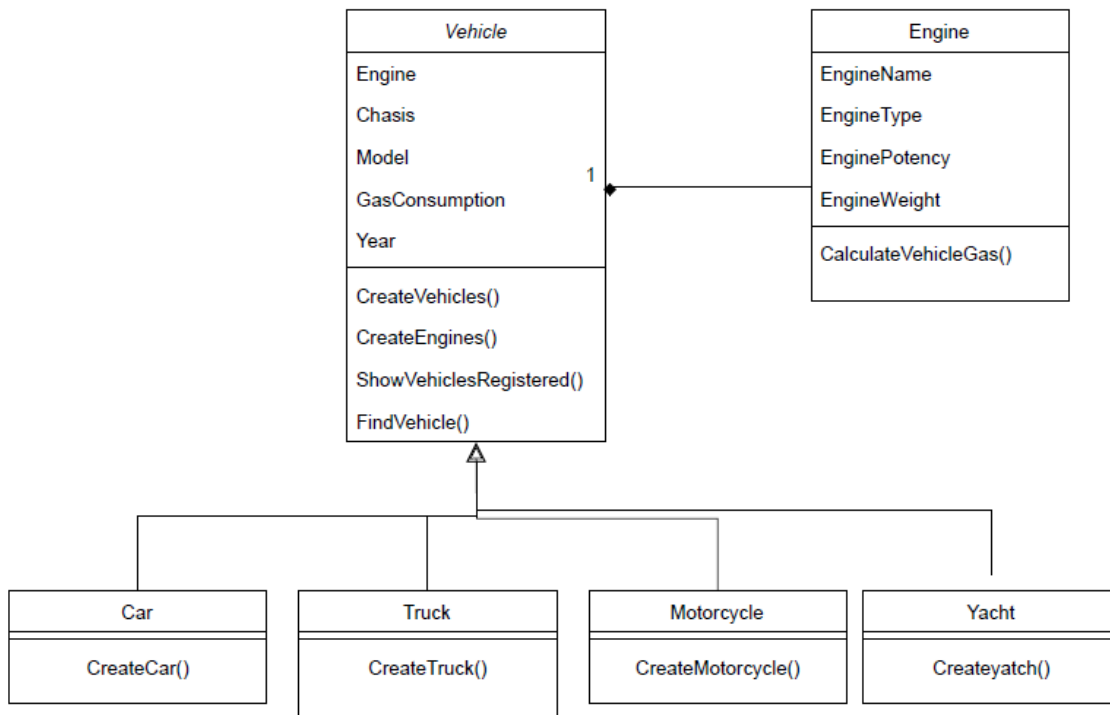 Vehicle
Engine
Chasis
Model
GasConsumption
Year
CreateVehicles()
CreateEngines()
ShowVehiclesRegistered()
FindVehicle()
1
Engine
EngineName
EngineType
EnginePotency
EngineWeight
CalculateVehicleGas()
Car
CreateCar()
Truck
CreateTruck()
Motorcycle
CreateMotorcycle()
Yacht
Createyatch()